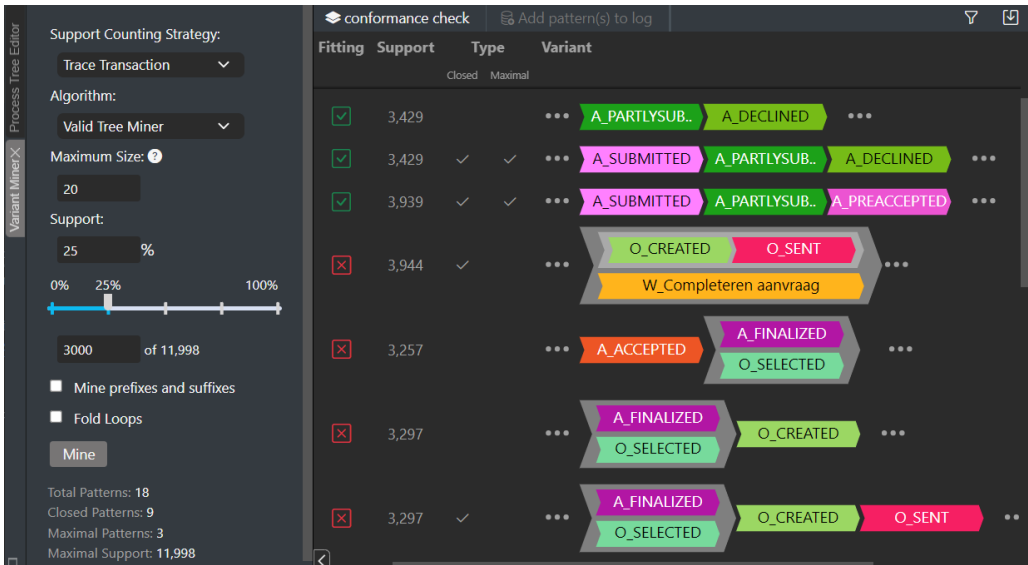 Process Tree Editor
Variant Miner
Support Counting Strategy:
Trace Transaction
Algorithm:
Valid Tree Miner
Maximum Size: ?
20
Support:
25 %
0% 25% 100%
3000 of 11,998
Mine prefixes and suffixes
Fold Loops
Mine
Total Patterns: 18
Closed Patterns: 9
Maximal Patterns: 3
Maximal Support: 11,998
conformance check Add pattern(s) to log
Fitting Support Type Variant
Closed Maximal
3,429 A_PARTLYSUB.. A_DECLINED
3,429 A_SUBMITTED A_PARTLYSUB.. A_DECLINED
3,939 A_SUBMITTED A_PARTLYSUB.. A_PREACCEPTED
O_CREATED O_SENT
3,944
W_Completeren aanvraag
A_FINALIZED
3,257 A_ACCEPTED
O_SELECTED
A_FINALIZED
3,297 O_CREATED
O_SELECTED
A_FINALIZED
3,297 O_CREATED O_SENT
O_SELECTED